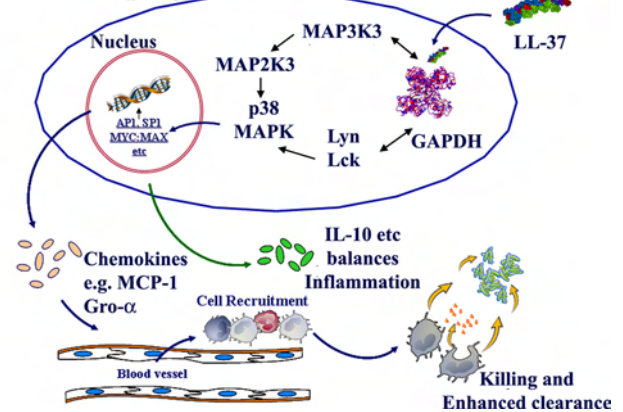 MAP3K3
LL-37
Nucleus
MAP2K3
p38
MAPK
AP1, SP1
MYC:MAX
etc
Lyn
Lck
GAPDH
IL-10 etc
balances
Inflammation
Chemokines
e.g. MCP-1
Gro-α
Cell Recruitment
Blood vessel
Killing and
Enhanced clearance